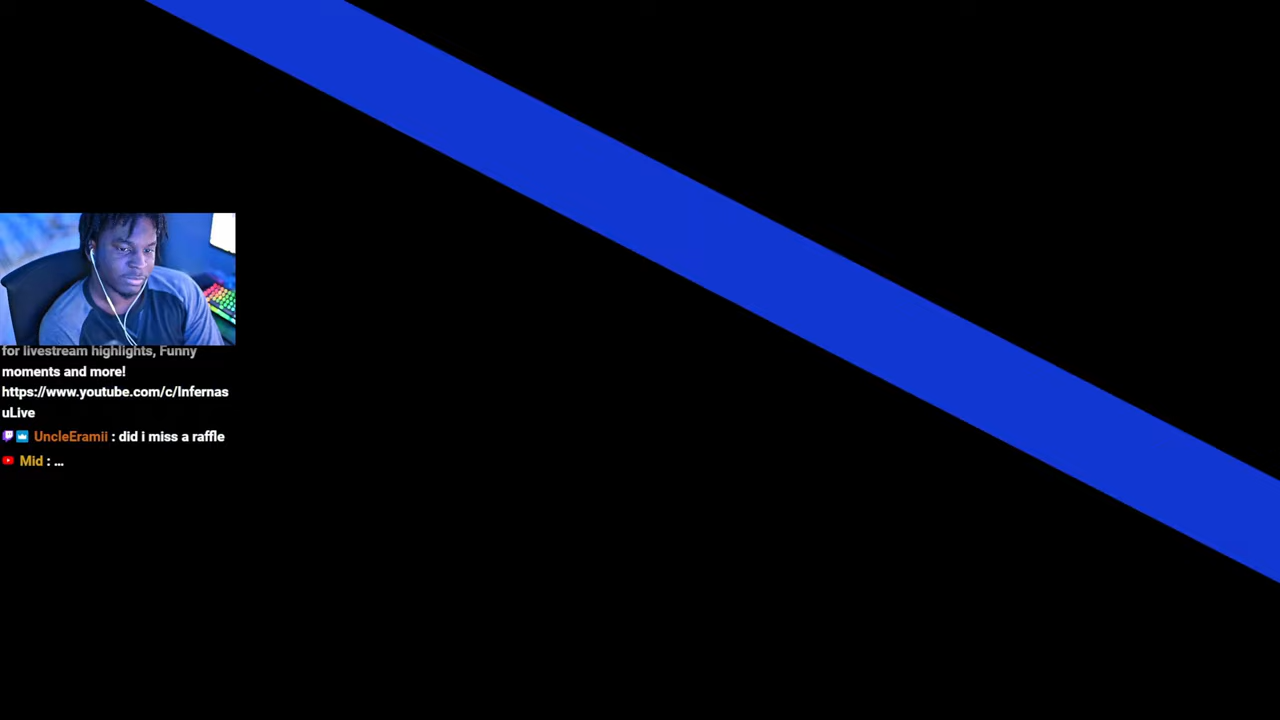 for livestream highlights, Funny
moments and more!
https://www.youtube.com/c/Infernas
uLive
UncleEramii : did i miss a raffle
Mid : ...